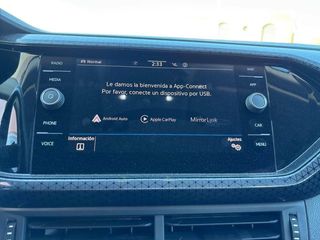 RADIO
MEDIA
PHONE
VOICE
Normal
2:33
Le damos la bienvenida a App-Connect
Por favor, conecte un dispositivo por USB.
Android Auto
Apple CarPlay
MirrorLink
Información
Ajustes
APP
CAR
MENU